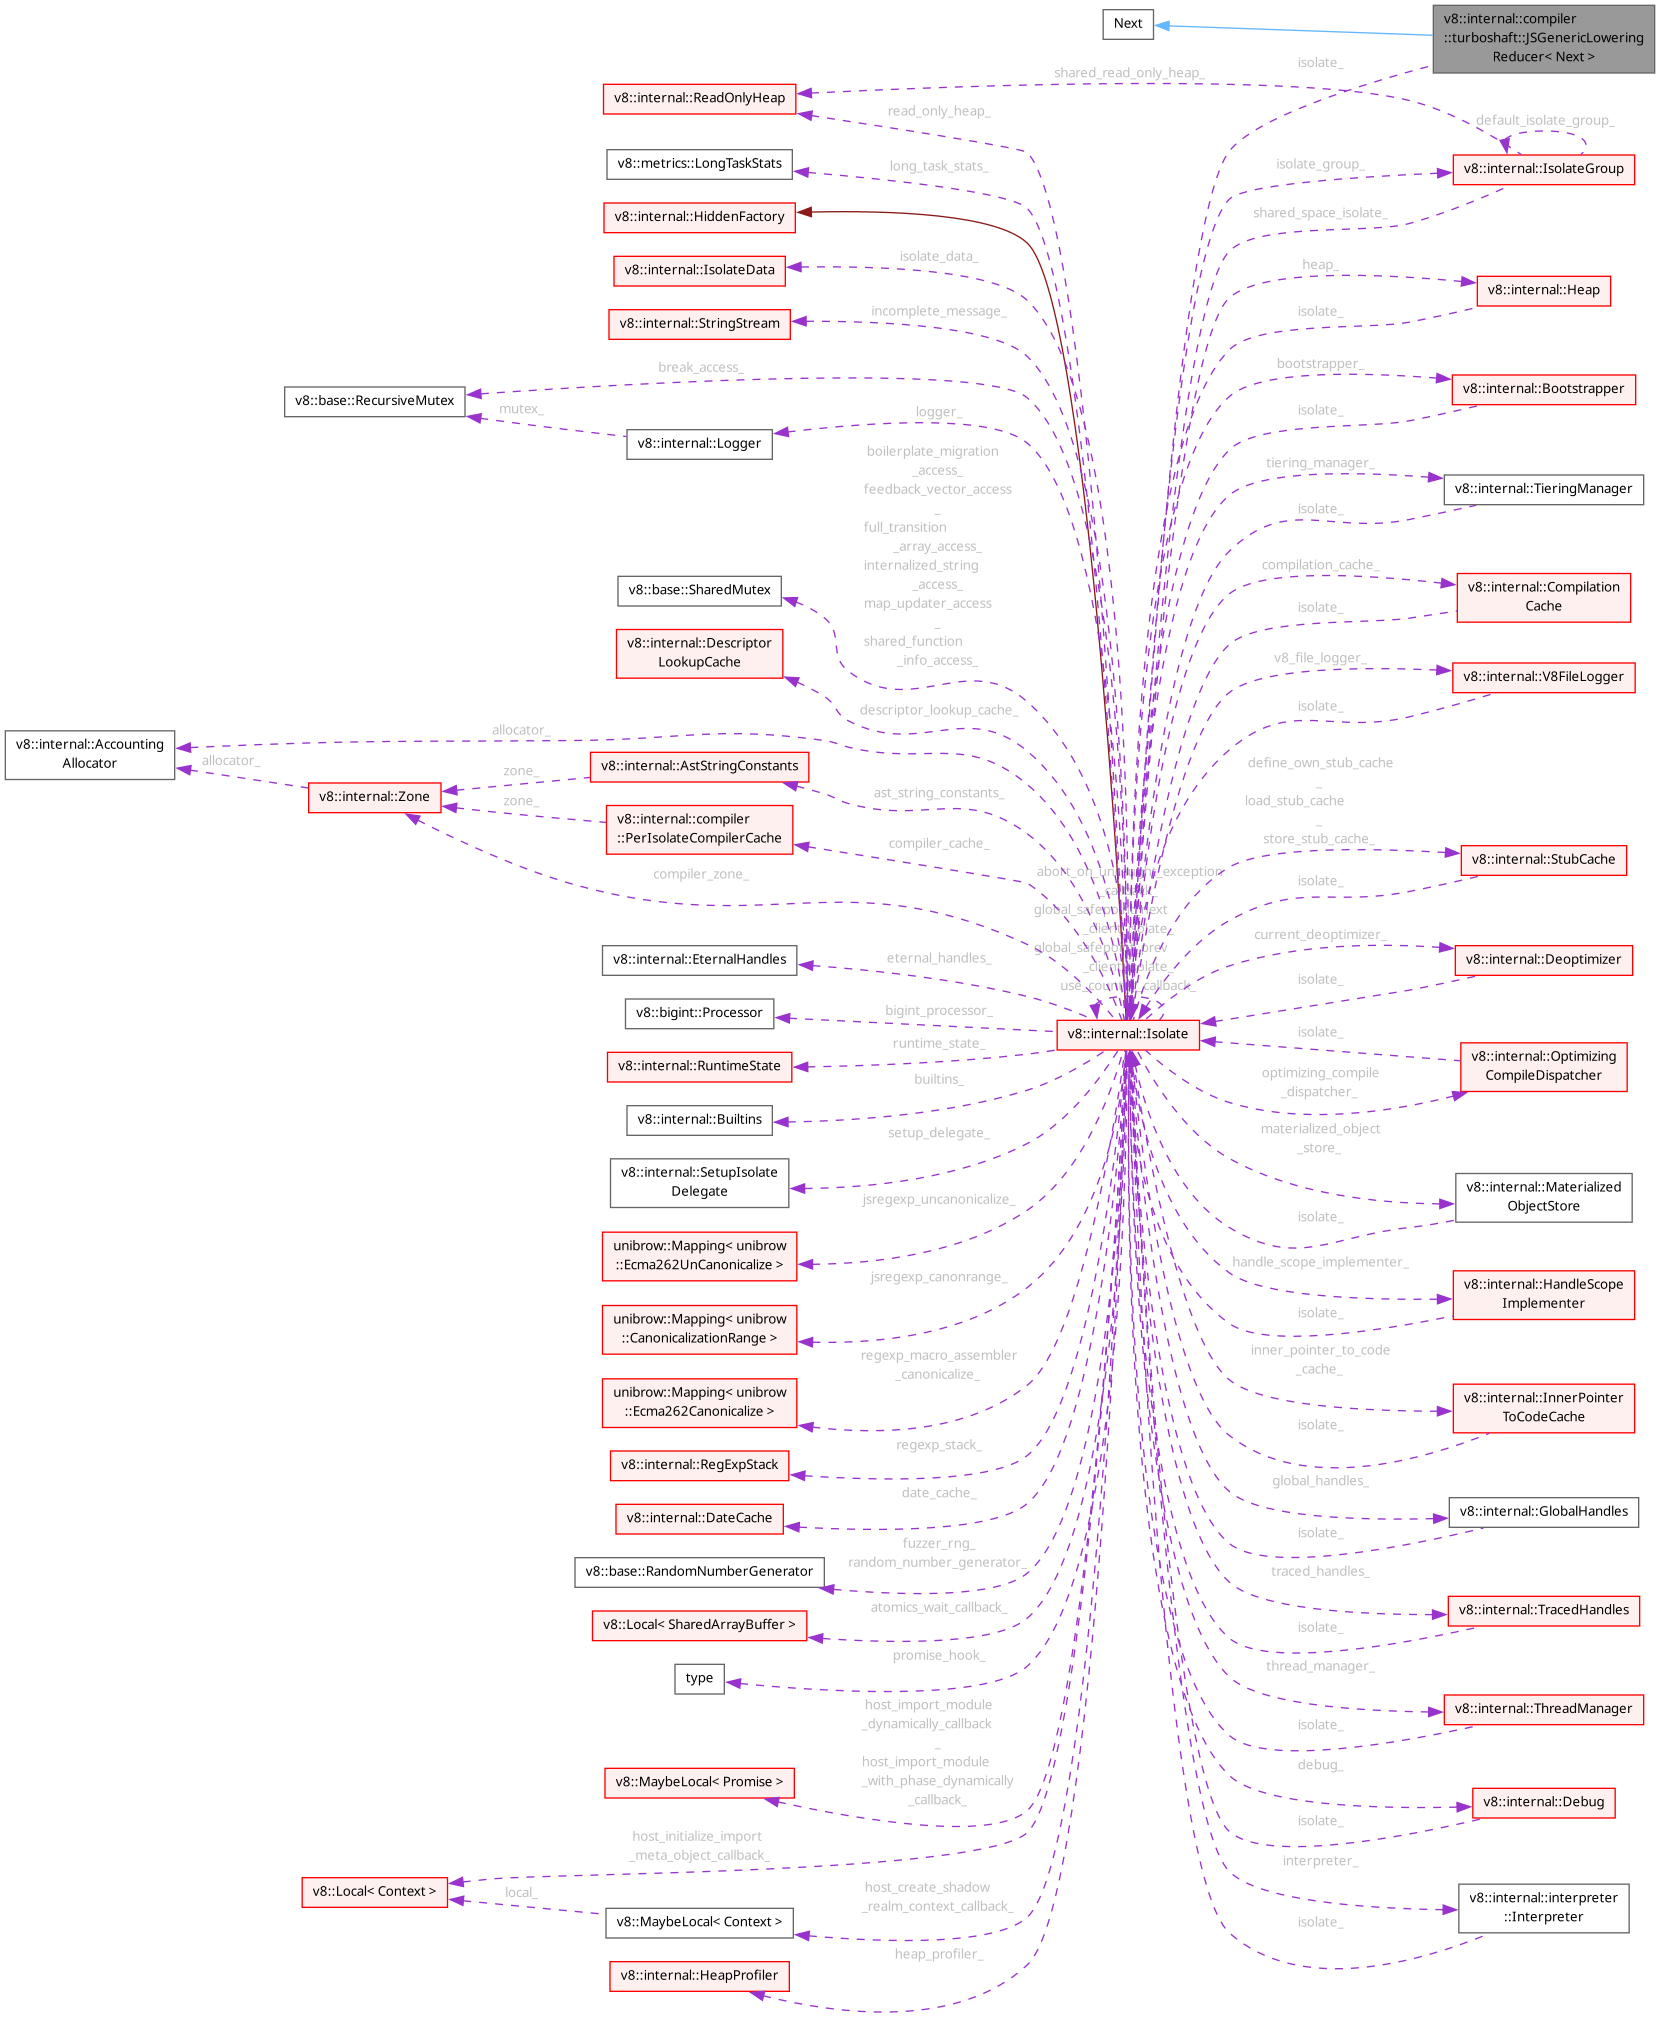 Next
v8::internal::compiler
::turboshaft::JSGenericLowering
Reducer< Next >
isolate_
shared_read_only_heap_
v8::internal::ReadOnlyHeap
read_only_heap_
default_isolate_group_
v8::metrics::LongTaskStats
long_task_stats_
isolate_group_
v8::internal::IsolateGroup
v8::internal::HiddenFactory
shared_space_isolate_
v8::internal::IsolateData
isolate_data_
heap_
v8::internal::Heap
v8::internal::StringStream
incomplete_message_
isolate_
break_access_
bootstrapper_
v8::base::RecursiveMutex
mutex_
v8::internal::Bootstrapper
logger_
isolate_
v8::internal::Logger
boilerplate_migration
_access_
feedback_vector_access
_
full_transition
_array_access_
internalized_string
_access_
map_updater_access
_
shared_function
_info_access_
tiering_manager_
v8::internal::TieringManager
isolate_
v8::base::SharedMutex
compilation_cache_
v8::internal::Compilation
Cache
isolate_
v8::internal::Descriptor
LookupCache
descriptor_lookup_cache_
v8_file_logger_
v8::internal::V8FileLogger
isolate_
v8::internal::Accounting
Allocator
allocator_
allocator_
v8::internal::Zone
zone_
zone_
v8::internal::AstStringConstants
ast_string_constants_
v8::internal::compiler
::PerIsolateCompilerCache
compiler_cache_
compiler_zone_
define_own_stub_cache
_
load_stub_cache
_
store_stub_cache_
v8::internal::StubCache
isolate_
global_safepoint_prev
use_counter_callback_
v8::internal::EternalHandles
eternal_handles_
current_deoptimizer_
v8::internal::Deoptimizer
isolate_
v8::bigint::Processor
bigint_processor_
v8::internal::Isolate
isolate_
v8::internal::Optimizing
CompileDispatcher
v8::internal::RuntimeState
runtime_state_
optimizing_compile
_dispatcher_
v8::internal::Builtins
builtins_
materialized_object
_store_
v8::internal::SetupIsolate
Delegate
setup_delegate_
v8::internal::Materialized
ObjectStore
isolate_
unibrow::Mapping< unibrow
::Ecma262UnCanonicalize >
jsregexp_uncanonicalize_
handle_scope_implementer_
v8::internal::HandleScope
Implementer
isolate_
unibrow::Mapping< unibrow
::CanonicalizationRange >
jsregexp_canonrange_
inner_pointer_to_code
_cache_
v8::internal::InnerPointer
ToCodeCache
isolate_
unibrow::Mapping< unibrow
::Ecma262Canonicalize >
regexp_macro_assembler
_canonicalize_
v8::internal::RegExpStack
regexp_stack_
global_handles_
v8::internal::GlobalHandles
isolate_
v8::internal::DateCache
date_cache_
v8::base::RandomNumberGenerator
fuzzer_rng_
random_number_generator_
traced_handles_
v8::internal::TracedHandles
isolate_
v8::Local< SharedArrayBuffer >
atomics_wait_callback_
type
promise_hook_
thread_manager_
v8::internal::ThreadManager
isolate_
host_import_module
_dynamically_callback
_
host_import_module
_with_phase_dynamically
_callback_
v8::MaybeLocal< Promise >
debug_
v8::internal::Debug
isolate_
host_initialize_import
_meta_object_callback_
v8::Local< Context >
local_
host_create_shadow
_realm_context_callback_
v8::MaybeLocal< Context >
interpreter_
v8::internal::interpreter
::Interpreter
isolate_
v8::internal::HeapProfiler
heap_profiler_